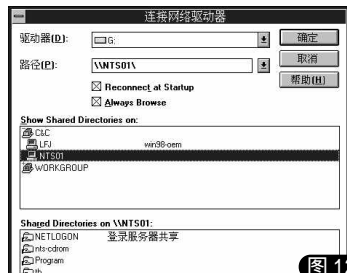 连接网络驱动器
驱动器(D): G: 确定
路径(P): \\NTS01\ 取消
帮助(H)
Reconnect at Startup
Always Browse
Show Shared Directories on:
C&C
LFJ win98-oem
NTS01
WORKGROUP
Shared Directories on \\NTS01:
NETLOGON 登录服务器共享
nts-cdrom
Program
图 1